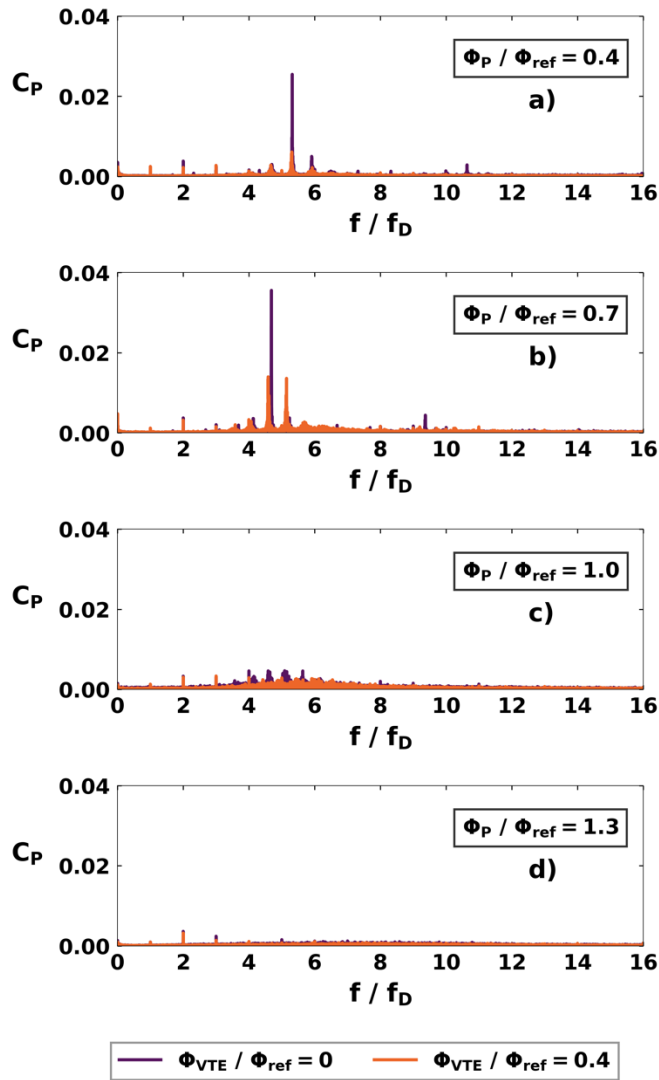 0.04
Φ_P / Φ_ref = 0.4
C_P
0.02
a)
0.00
0 2 4 6 8 10 12 14 16
f / f_D
0.04
Φ_P / Φ_ref = 0.7
C_P
0.02
b)
0.00
0 2 4 6 8 10 12 14 16
f / f_D
0.04
Φ_P / Φ_ref = 1.0
C_P
0.02
c)
0.00
0 2 4 6 8 10 12 14 16
f / f_D
0.04
Φ_P / Φ_ref = 1.3
C_P
0.02
d)
0.00
0 2 4 6 8 10 12 14 16
f / f_D
Φ_VTE / Φ_ref = 0 Φ_VTE / Φ_ref = 0.4